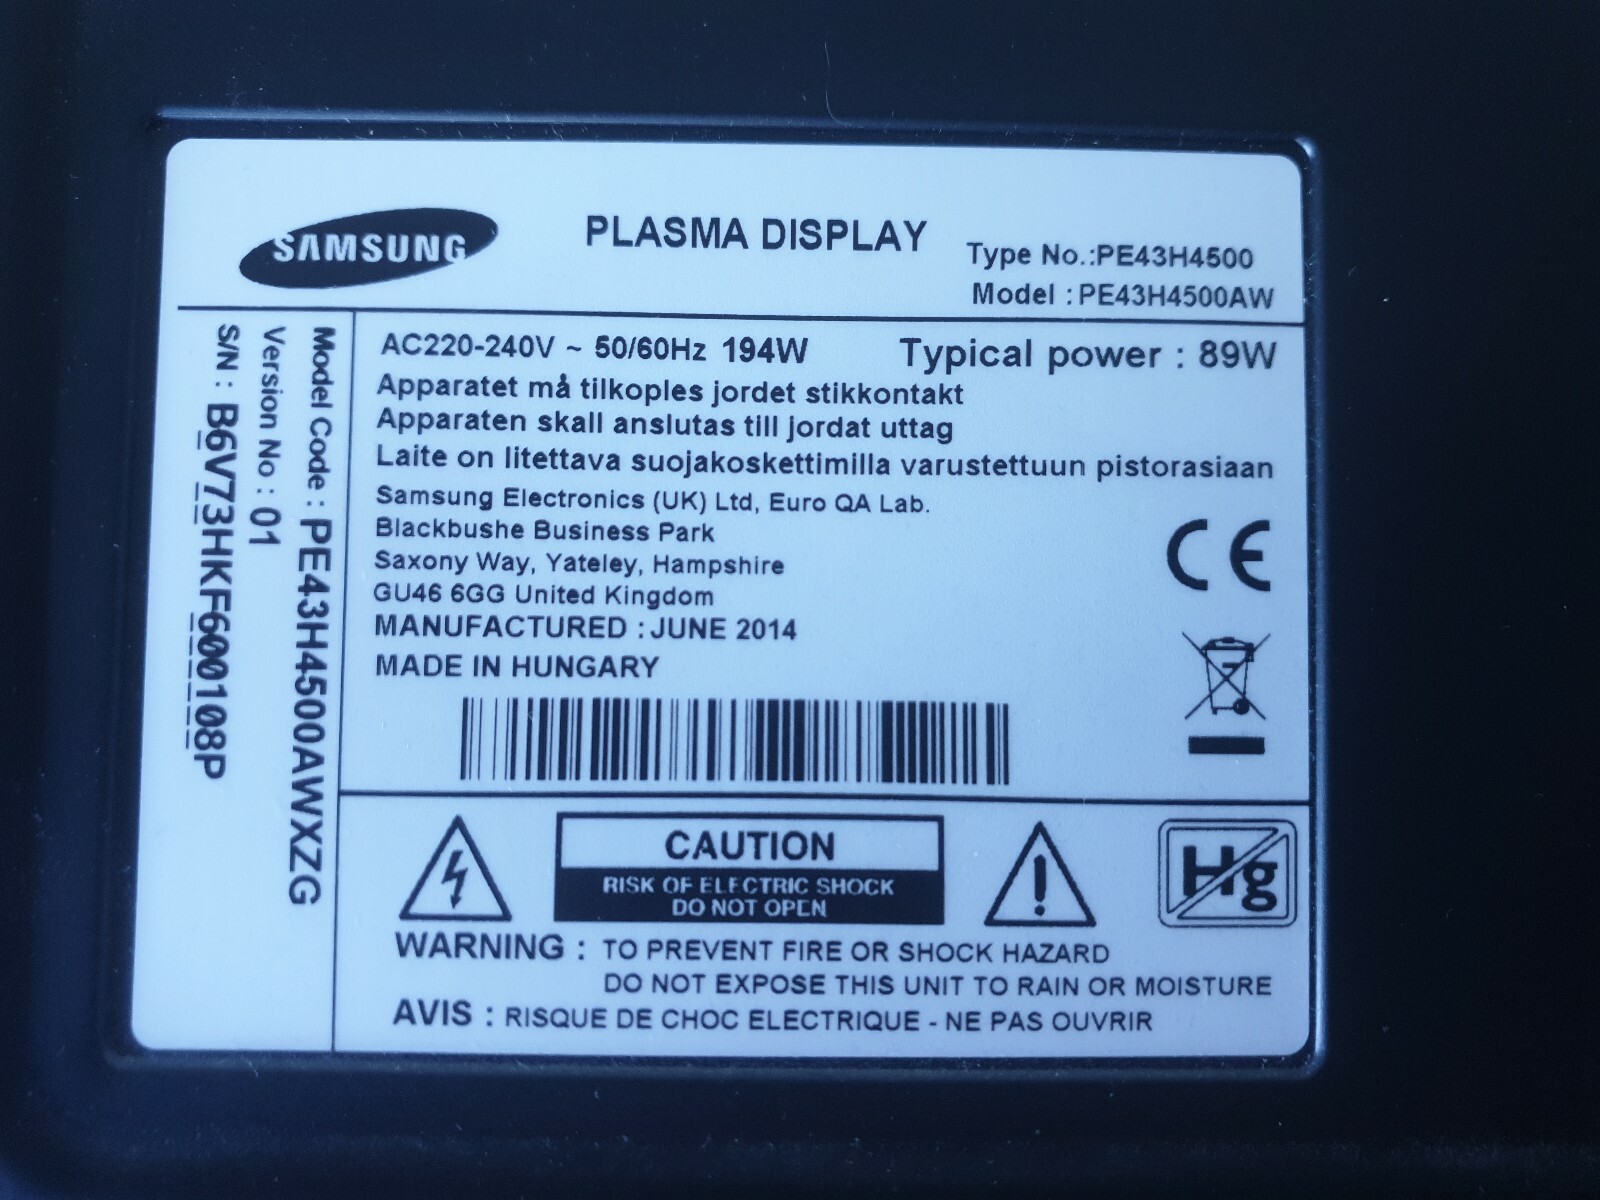 SAMSUNG
PLASMA DISPLAY
Type No.:PE43H4500
Model : PE43H4500AW
Model Code : PE43H4500AWXZG
Version No : 01
S/N : B6V73HKF600108P
AC220-240V ~ 50/60Hz 194W Typical power : 89W
Apparatet må tilkoples jordet stikkontakt
Apparaten skall anslutas till jordat uttag
Laite on litettava suojakoskettimilla varustettuun pistorasiaan
Samsung Electronics (UK) Ltd, Euro QA Lab.
Blackbushe Business Park
Saxony Way, Yateley, Hampshire
GU46 6GG United Kingdom
MANUFACTURED : JUNE 2014
MADE IN HUNGARY
CE
CAUTION
RISK OF ELECTRIC SHOCK
DO NOT OPEN
Hg
WARNING : TO PREVENT FIRE OR SHOCK HAZARD
DO NOT EXPOSE THIS UNIT TO RAIN OR MOISTURE
AVIS : RISQUE DE CHOC ELECTRIQUE - NE PAS OUVRIR